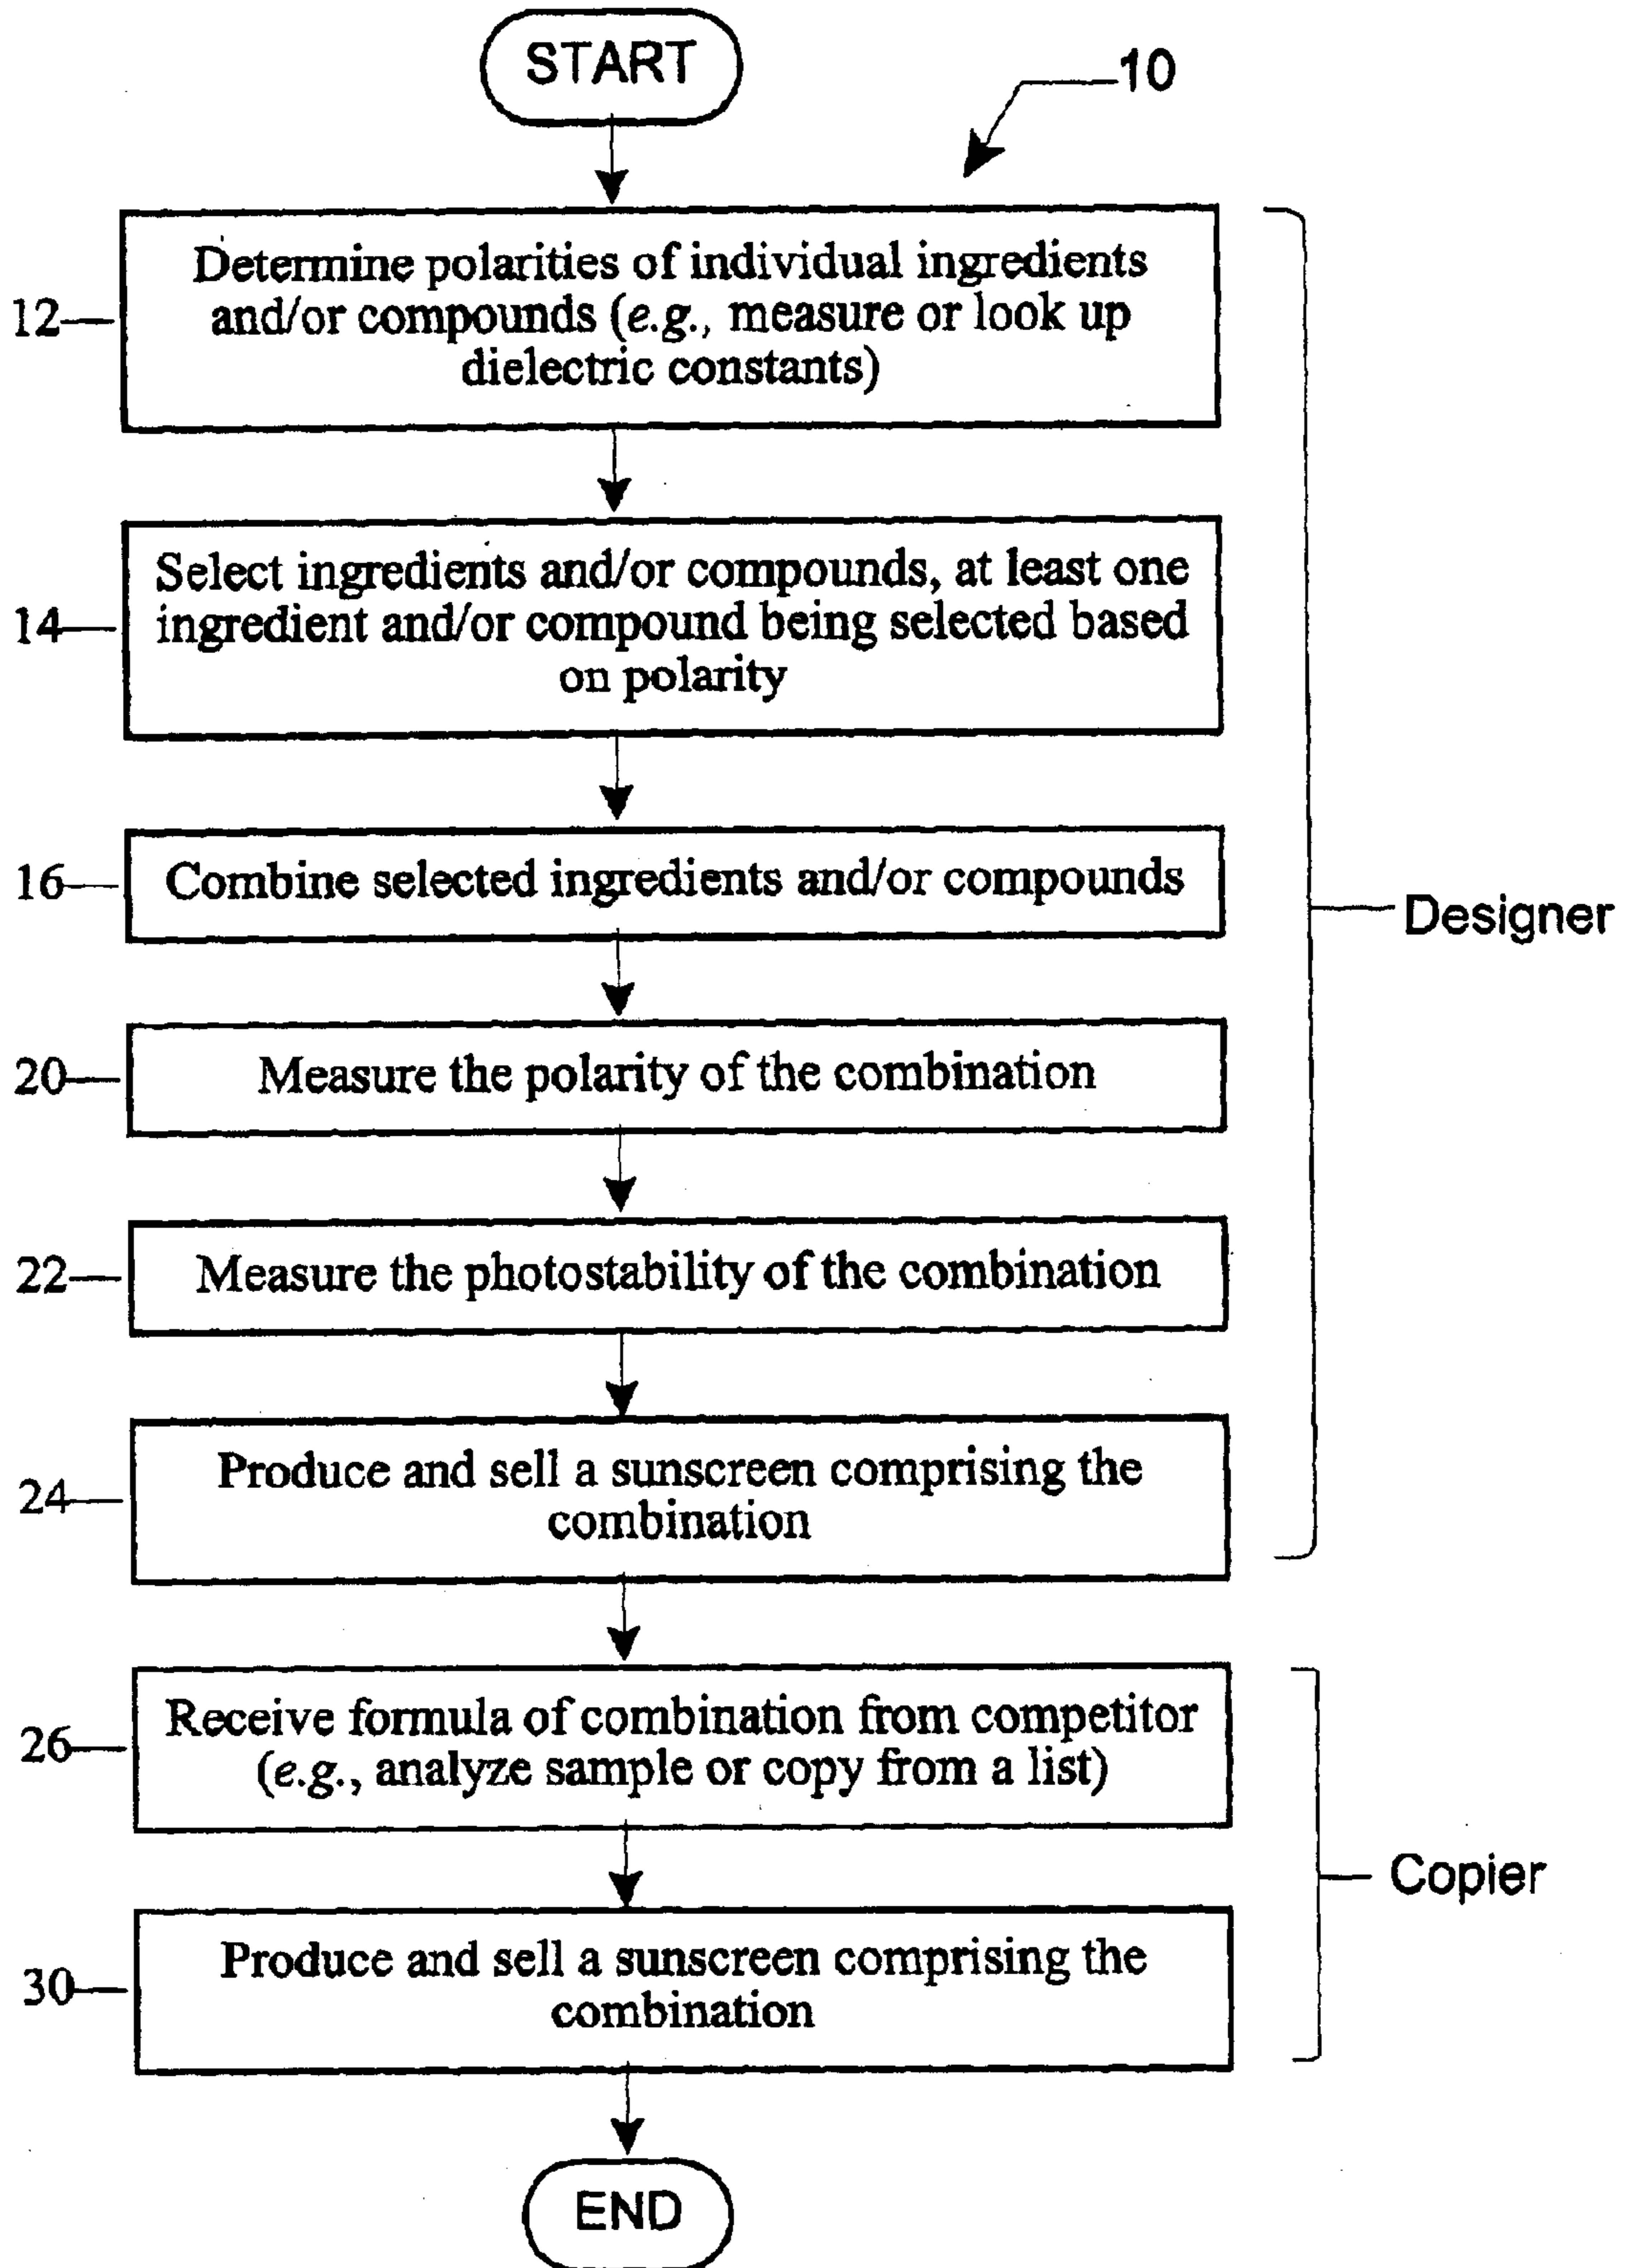 START
10
Determine polarities of individual ingredients
12
and/or compounds (e.g., measure or look up
dielectric constants)
Select ingredients and/or compounds, at least one
14
ingredient and/or compound being selected based
on polarity
16
Combine selected ingredients and/or compounds
Designer
20
Measure the polarity of the combination
22
Measure the photostability of the combination
24
Produce and sell a sunscreen comprising the
combination
26
Receive formula of combination from competitor
(e.g., analyze sample or copy from a list)
Copier
30
Produce and sell a sunscreen comprising the
combination
END